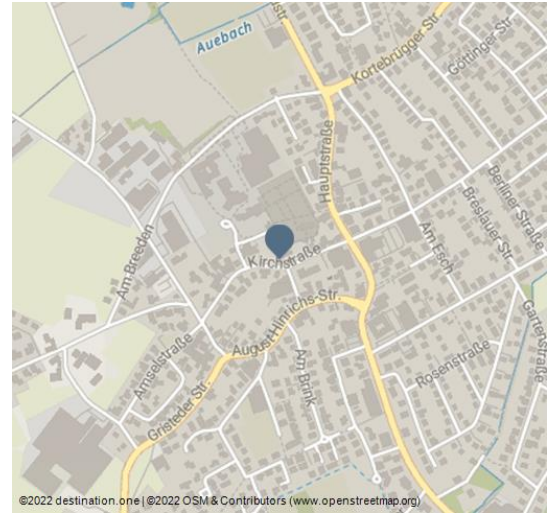 Auebach
Kortebrügger Str.
Göttinger Str.
Hauptstraße
Berliner Straße
Breslauer Str.
Am Esch
Kirchstraße
Am Breeden
August-Hinrichs-Str.
Gartenstraße
Amselstraße
Am Brink
Rosenstraße
Gristeder Str.
©2022 destination.one | ©2022 OSM & Contributors (www.openstreetmap.org)